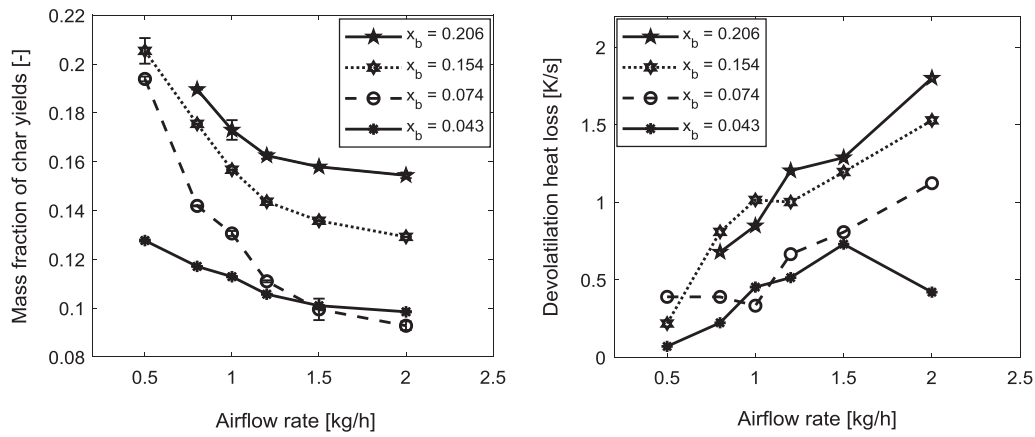 0.22
0.2
0.18
0.16
0.14
0.12
0.1
0.08
Mass fraction of char yields [-]
x_b = 0.206
x_b = 0.154
x_b = 0.074
x_b = 0.043
0.5 1 1.5 2 2.5
Airflow rate [kg/h]
2
1.5
1
0.5
0
Devolatilation heat loss [K/s]
x_b = 0.206
x_b = 0.154
x_b = 0.074
x_b = 0.043
0.5 1 1.5 2 2.5
Airflow rate [kg/h]